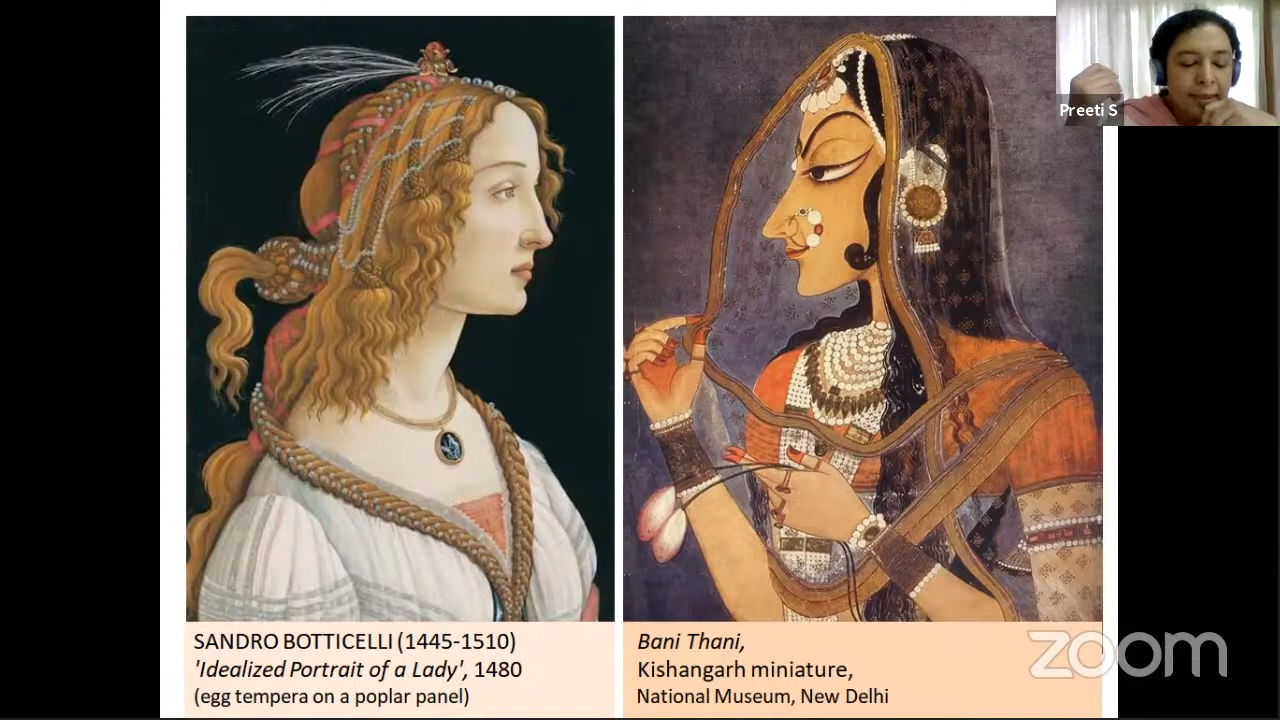 Preeti S
SANDRO BOTTICELLI (1445-1510)
'Idealized Portrait of a Lady', 1480
(egg tempera on a poplar panel)
Bani Thani,
Kishangarh miniature,
National Museum, New Delhi
zoom